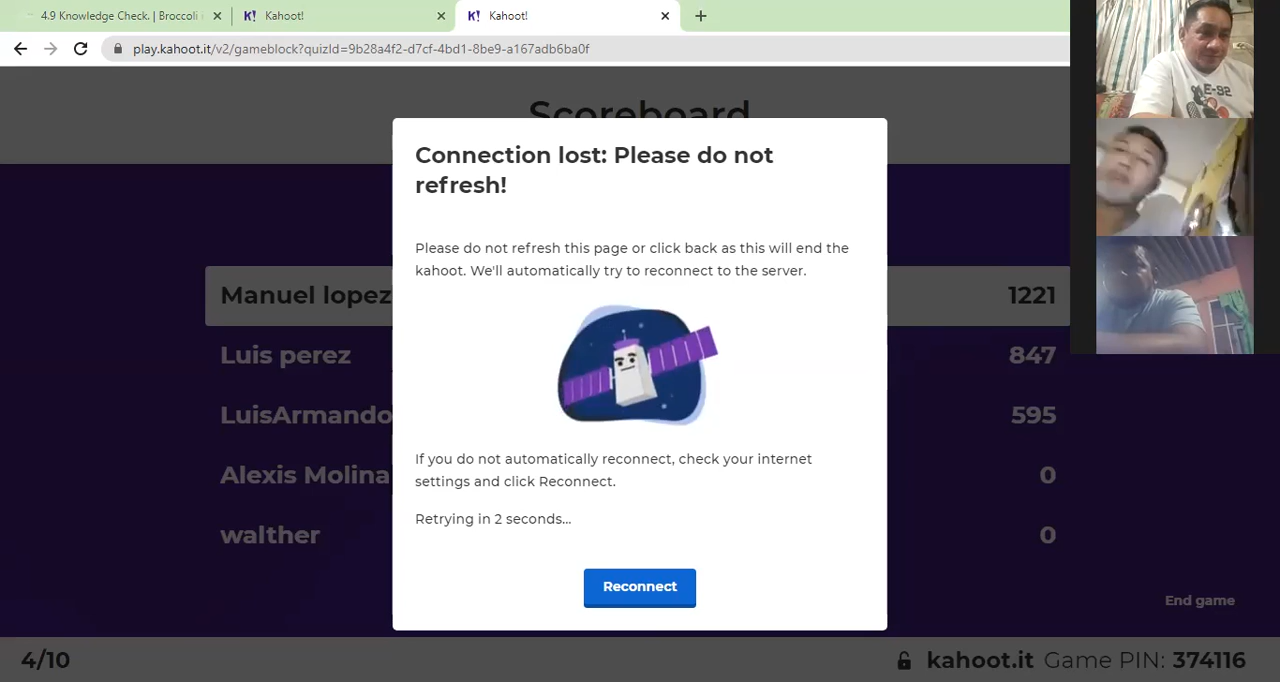 4.9 Knowledge Check. | Broccoli
K! Kahoot!
K! Kahoot!
play.kahoot.it/v2/gameblock?quizId=9b28a4f2-d7cf-4bd1-8be9-a167adb6ba0f
E-92
Scoreboard
Connection lost: Please do not
refresh!
Please do not refresh this page or click back as this will end the
kahoot. We'll automatically try to reconnect to the server.
Manuel lopez 1221
Luis perez 847
LuisArmando 595
Alexis Molina 0
walther 0
If you do not automatically reconnect, check your internet
settings and click Reconnect.
Retrying in 2 seconds...
Reconnect
End game
4/10
kahoot.it Game PIN: 374116